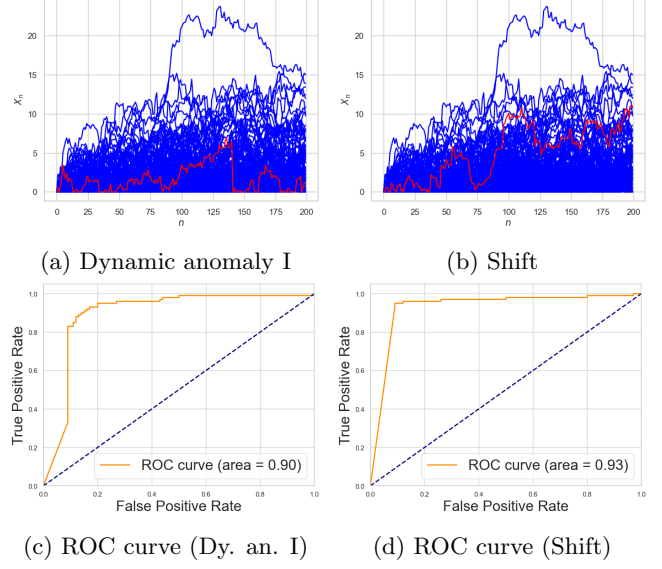 20
15
10
5
0
X_n
0 25 50 75 100 125 150 175 200
n
20
15
10
5
0
X_n
0 25 50 75 100 125 150 175 200
n
(a) Dynamic anomaly I
(b) Shift
1.0
0.8
0.6
0.4
0.2
0.0
True Positive Rate
ROC curve (area = 0.90)
0.0 0.2 0.4 0.6 0.8 1.0
False Positive Rate
1.0
0.8
0.6
0.4
0.2
0.0
True Positive Rate
ROC curve (area = 0.93)
0.0 0.2 0.4 0.6 0.8 1.0
False Positive Rate
(c) ROC curve (Dy. an. I)
(d) ROC curve (Shift)